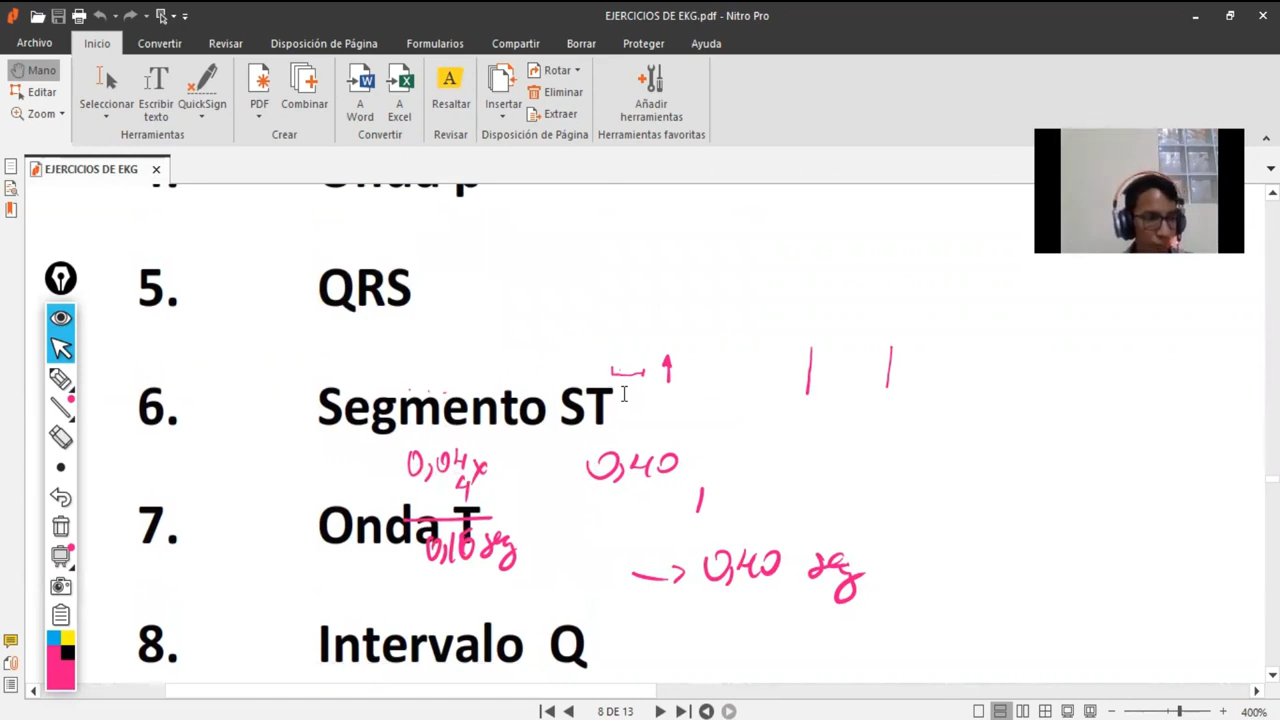 EJERCICIOS DE EKG.pdf - Nitro Pro
Archivo Inicio Convertir Revisar Disposición de Página Formularios Compartir Borrar Proteger Ayuda
Mano
Editar
Zoom
Seleccionar
Escribir texto
QuickSign
Herramientas
PDF
Combinar
Crear
A Word
A Excel
Convertir
Resaltar
Revisar
Insertar
Rotar
Eliminar
Extraer
Disposición de Página
Añadir herramientas
Herramientas favoritas
EJERCICIOS DE EKG
Onda p
5. QRS
6. Segmento ST
0,04x
4
0,40
7. Onda T
0,16 seg
→ 0,40 seg
8. Intervalo Q
8 DE 13
400%